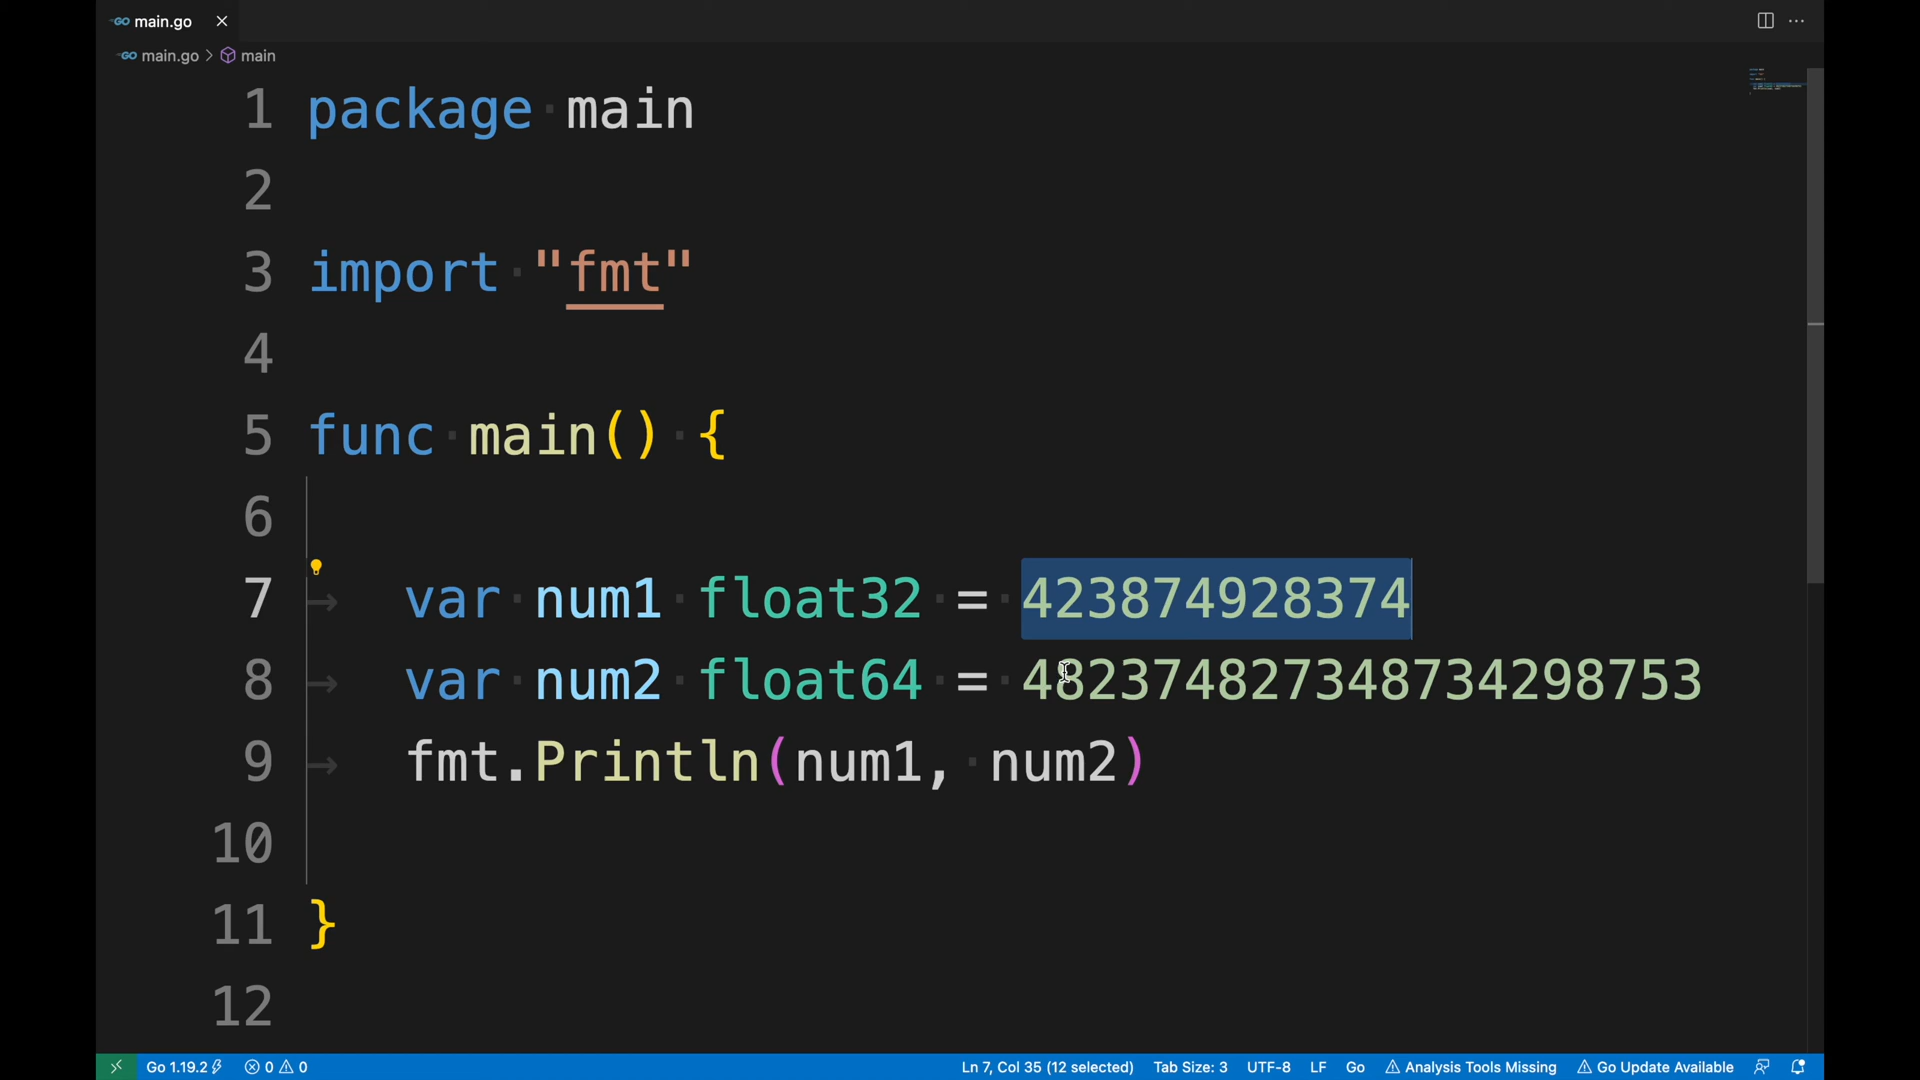 main.go
main.go > main
1 package main
2
3 import "fmt"
4
5 func main() {
6
7 var num1 float32 = 423874928374
8 var num2 float64 = 482374827348734298753
9 fmt.Println(num1, num2)
10
11 }
12
Go 1.19.2 0 0 Ln 7, Col 35 (12 selected) Tab Size: 3 UTF-8 LF Go Analysis Tools Missing Go Update Available